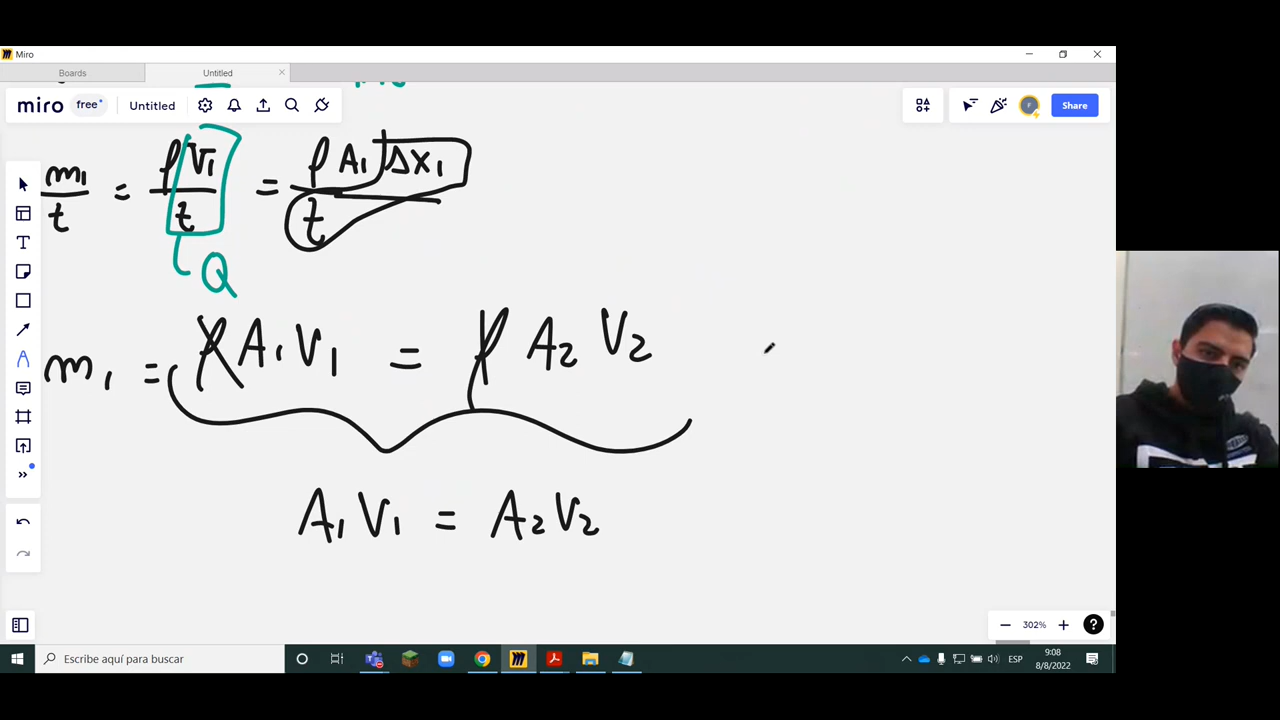 Miro
Boards
Untitled
miro free Untitled
Share
m₁/t = ρV₁/t = ρA₁Δx₁/t
Q
m₁ = ρA₁V₁ = ρA₂V₂
A₁V₁ = A₂V₂
302%
Escribe aquí para buscar
ESP
9:08
8/8/2022